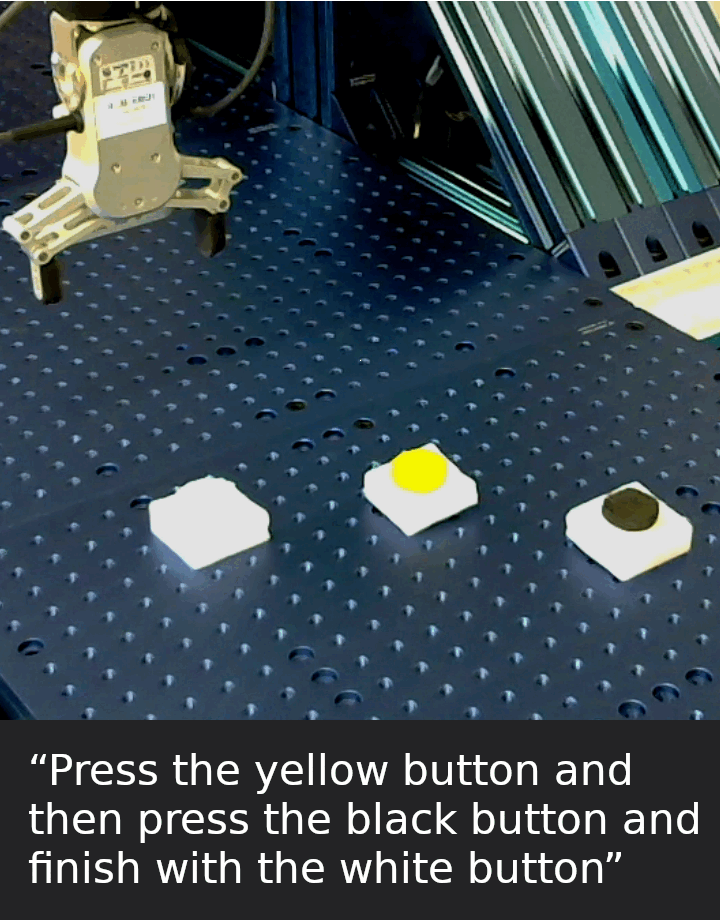 “Press the yellow button and
then press the black button and
finish with the white button”